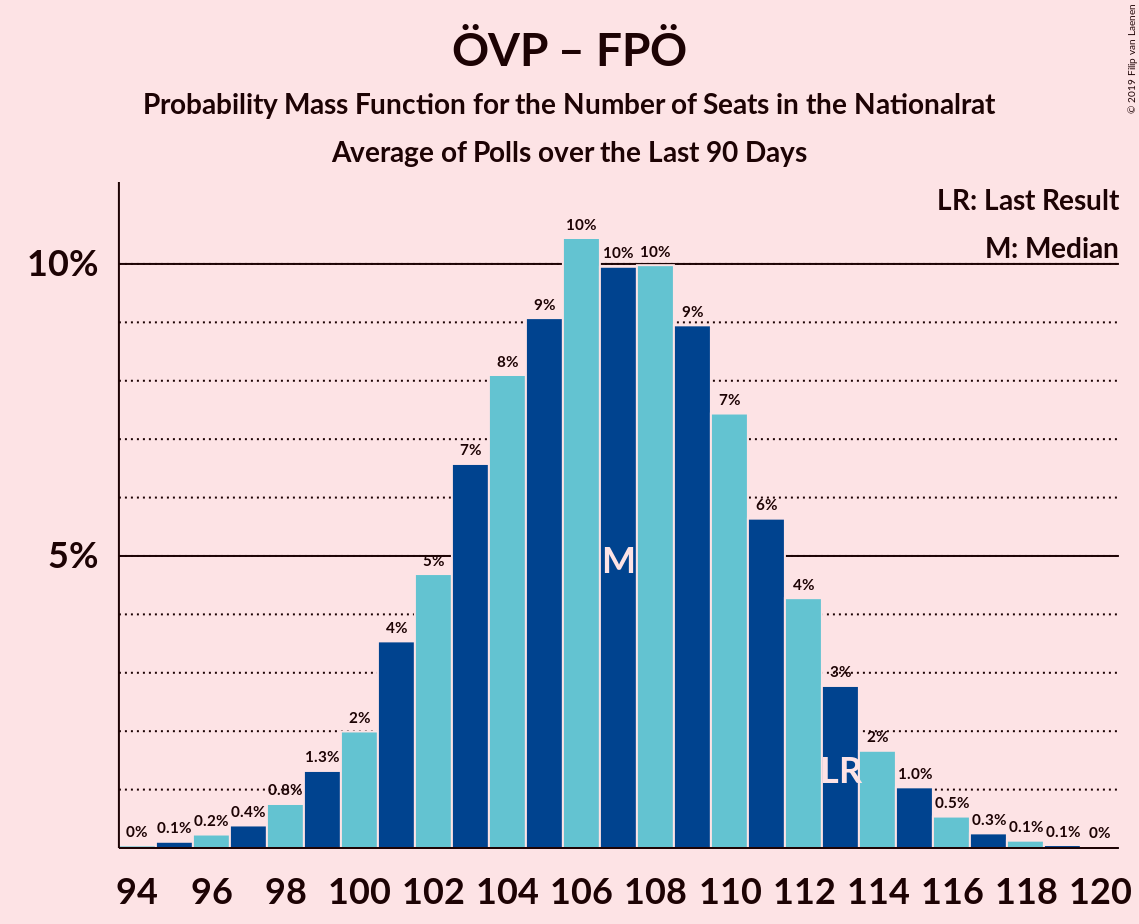 ÖVP – FPÖ
Probability Mass Function for the Number of Seats in the Nationalrat
Average of Polls over the Last 90 Days
© 2019 Filip van Laenen
LR: Last Result
M: Median
10%
5%
0% 0.1% 0.2% 0.4% 0.8% 1.3% 2% 4% 5% 7% 8% 9% 10% 10% 10% 9% 7% 6% 4% 3% 2% 1.0% 0.5% 0.3% 0.1% 0.1% 0%
M
LR
94 96 98 100 102 104 106 108 110 112 114 116 118 120